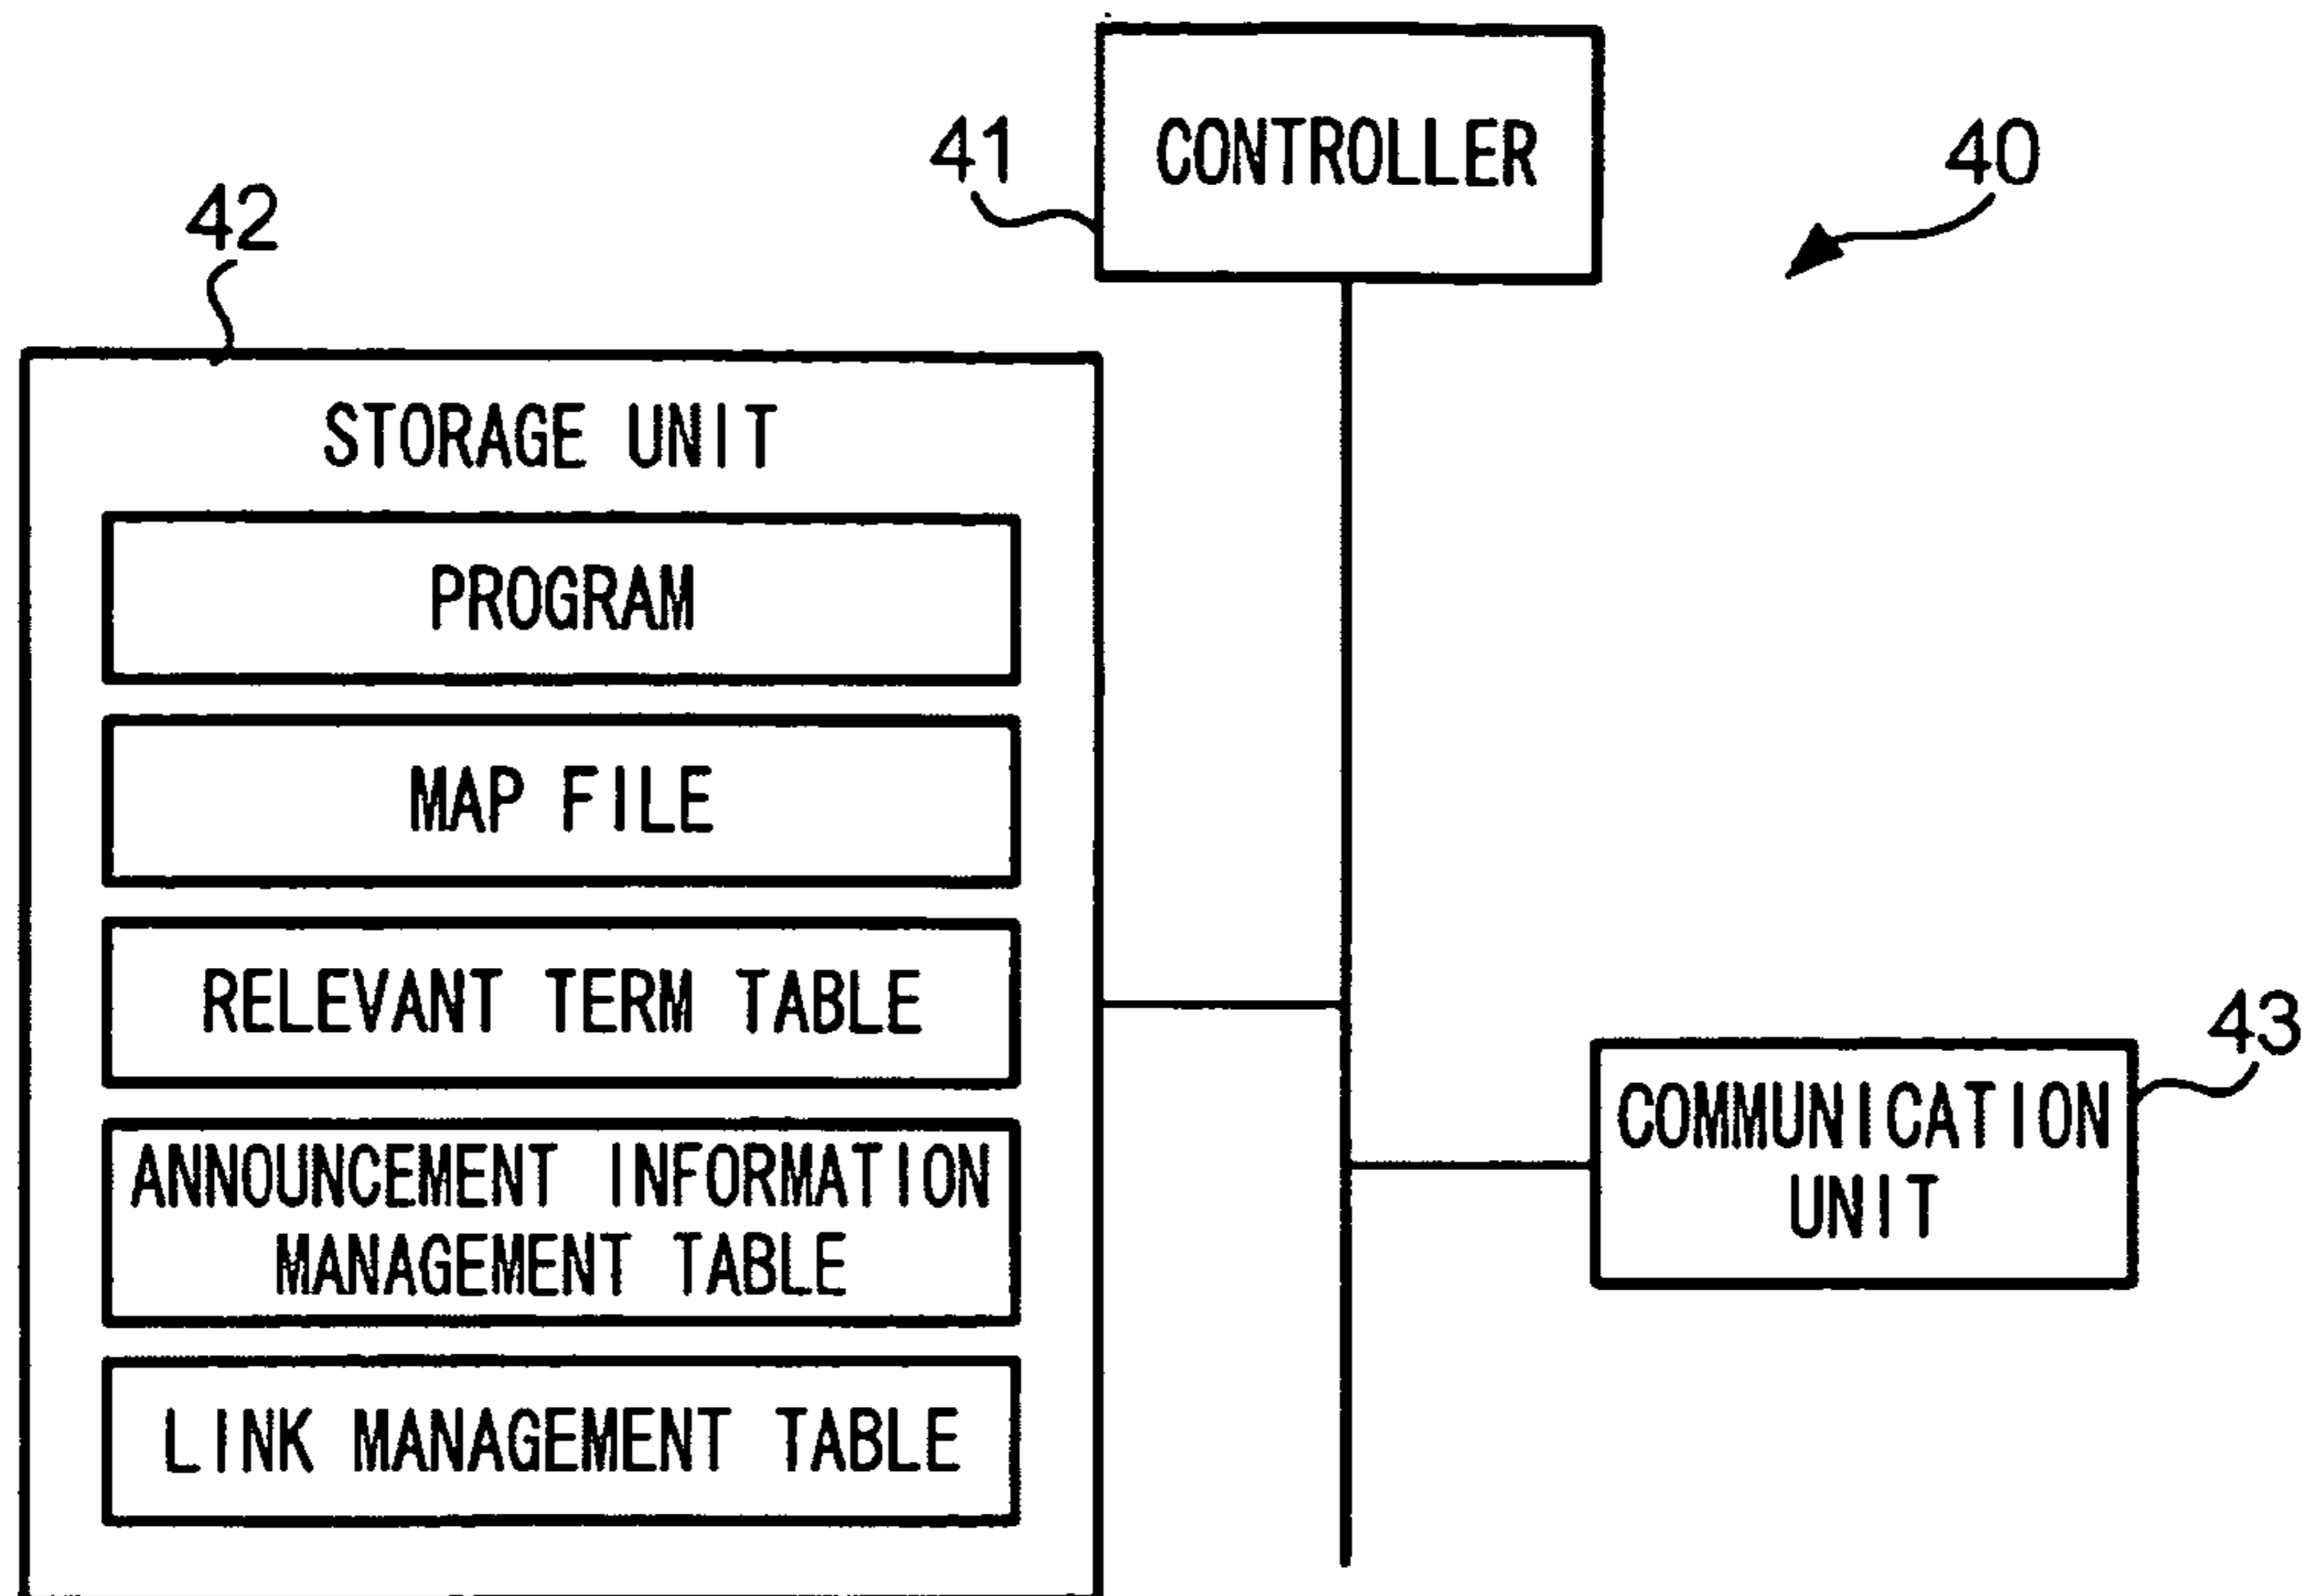 CONTROLLER
41
40
42
STORAGE UNIT
PROGRAM
MAP FILE
RELEVANT TERM TABLE
ANNOUNCEMENT INFORMATION
MANAGEMENT TABLE
LINK MANAGEMENT TABLE
43
COMMUNICATION
UNIT